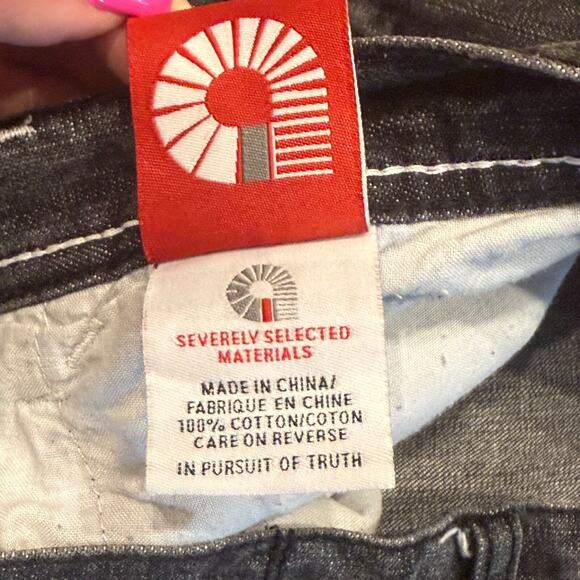 SEVERELY SELECTED
MATERIALS
MADE IN CHINA/
FABRIQUE EN CHINE
100% COTTON/COTON
CARE ON REVERSE
IN PURSUIT OF TRUTH